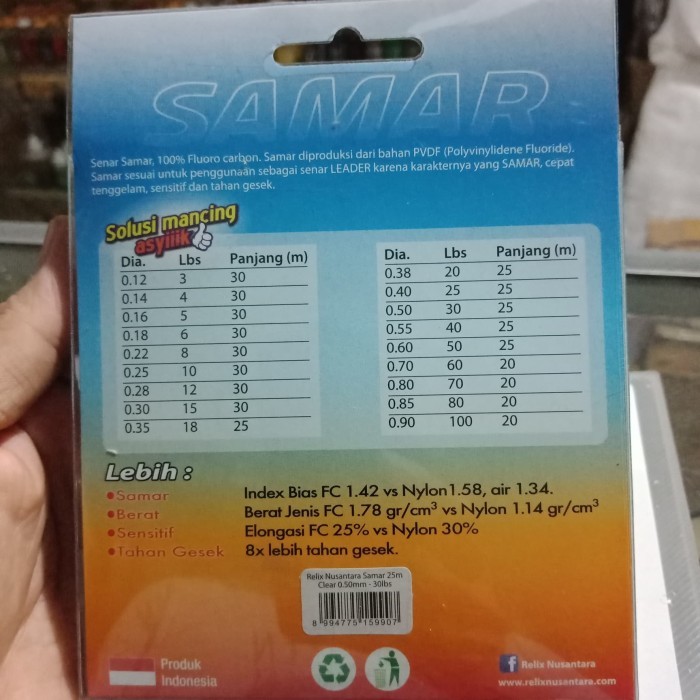 SAMAR
Senar Samar, 100% Fluoro carbon. Samar diproduksi dari bahan PVDF (Polyvinylidene Fluoride).
Samar sesuai untuk penggunaan sebagai senar LEADER karena karakternya yang SAMAR, cepat
tenggelam, sensitif dan tahan gesek.
Solusi mancing
asyiiik
Dia. Lbs Panjang (m)
0.12 3 30
0.14 4 30
0.16 5 30
0.18 6 30
0.22 8 30
0.25 10 30
0.28 12 30
0.30 15 30
0.35 18 25
Dia. Lbs Panjang (m)
0.38 20 25
0.40 25 25
0.50 30 25
0.55 40 25
0.60 50 25
0.70 60 20
0.80 70 20
0.85 80 20
0.90 100 20
Lebih :
•Samar Index Bias FC 1.42 vs Nylon 1.58, air 1.34.
•Berat Berat Jenis FC 1.78 gr/cm³ vs Nylon 1.14 gr/cm³
•Sensitif Elongasi FC 25% vs Nylon 30%
•Tahan Gesek 8x lebih tahan gesek.
Relix Nusantara Samar 25m
Clear 0.50mm - 30lbs
8 994775 159907
Produk
Indonesia
f Relix Nusantara
www.relixnusantara.com